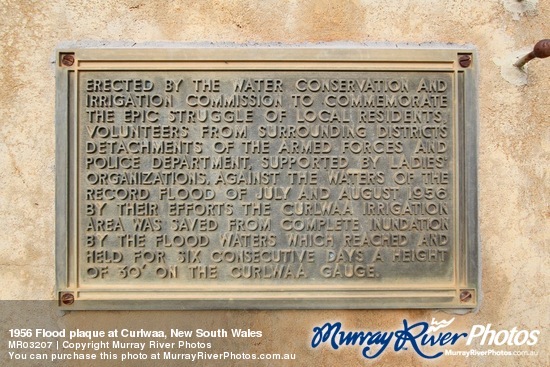 ERECTED BY THE WATER CONSERVATION AND
IRRIGATION COMMISSION TO COMMEMORATE
THE EPIC STRUGGLE OF LOCAL RESIDENTS,
VOLUNTEERS FROM SURROUNDING DISTRICTS
DETACHMENTS OF THE ARMED FORCES AND
POLICE DEPARTMENT, SUPPORTED BY LADIES'
ORGANIZATIONS, AGAINST THE WATERS OF THE
RECORD FLOOD OF JULY AND AUGUST 1956
BY THEIR EFFORTS THE CURLWAA IRRIGATION
AREA WAS SAVED FROM COMPLETE INUNDATION
BY THE FLOOD WATERS WHICH REACHED AND
HELD FOR SIX CONSECUTIVE DAYS A HEIGHT
OF 30' ON THE CURLWAA GAUGE.
1956 Flood plaque at Curlwaa, New South Wales
MR03207 | Copyright Murray River Photos
You can purchase this photo at MurrayRiverPhotos.com.au
Murray River Photos
murrayriverphotos.com.au